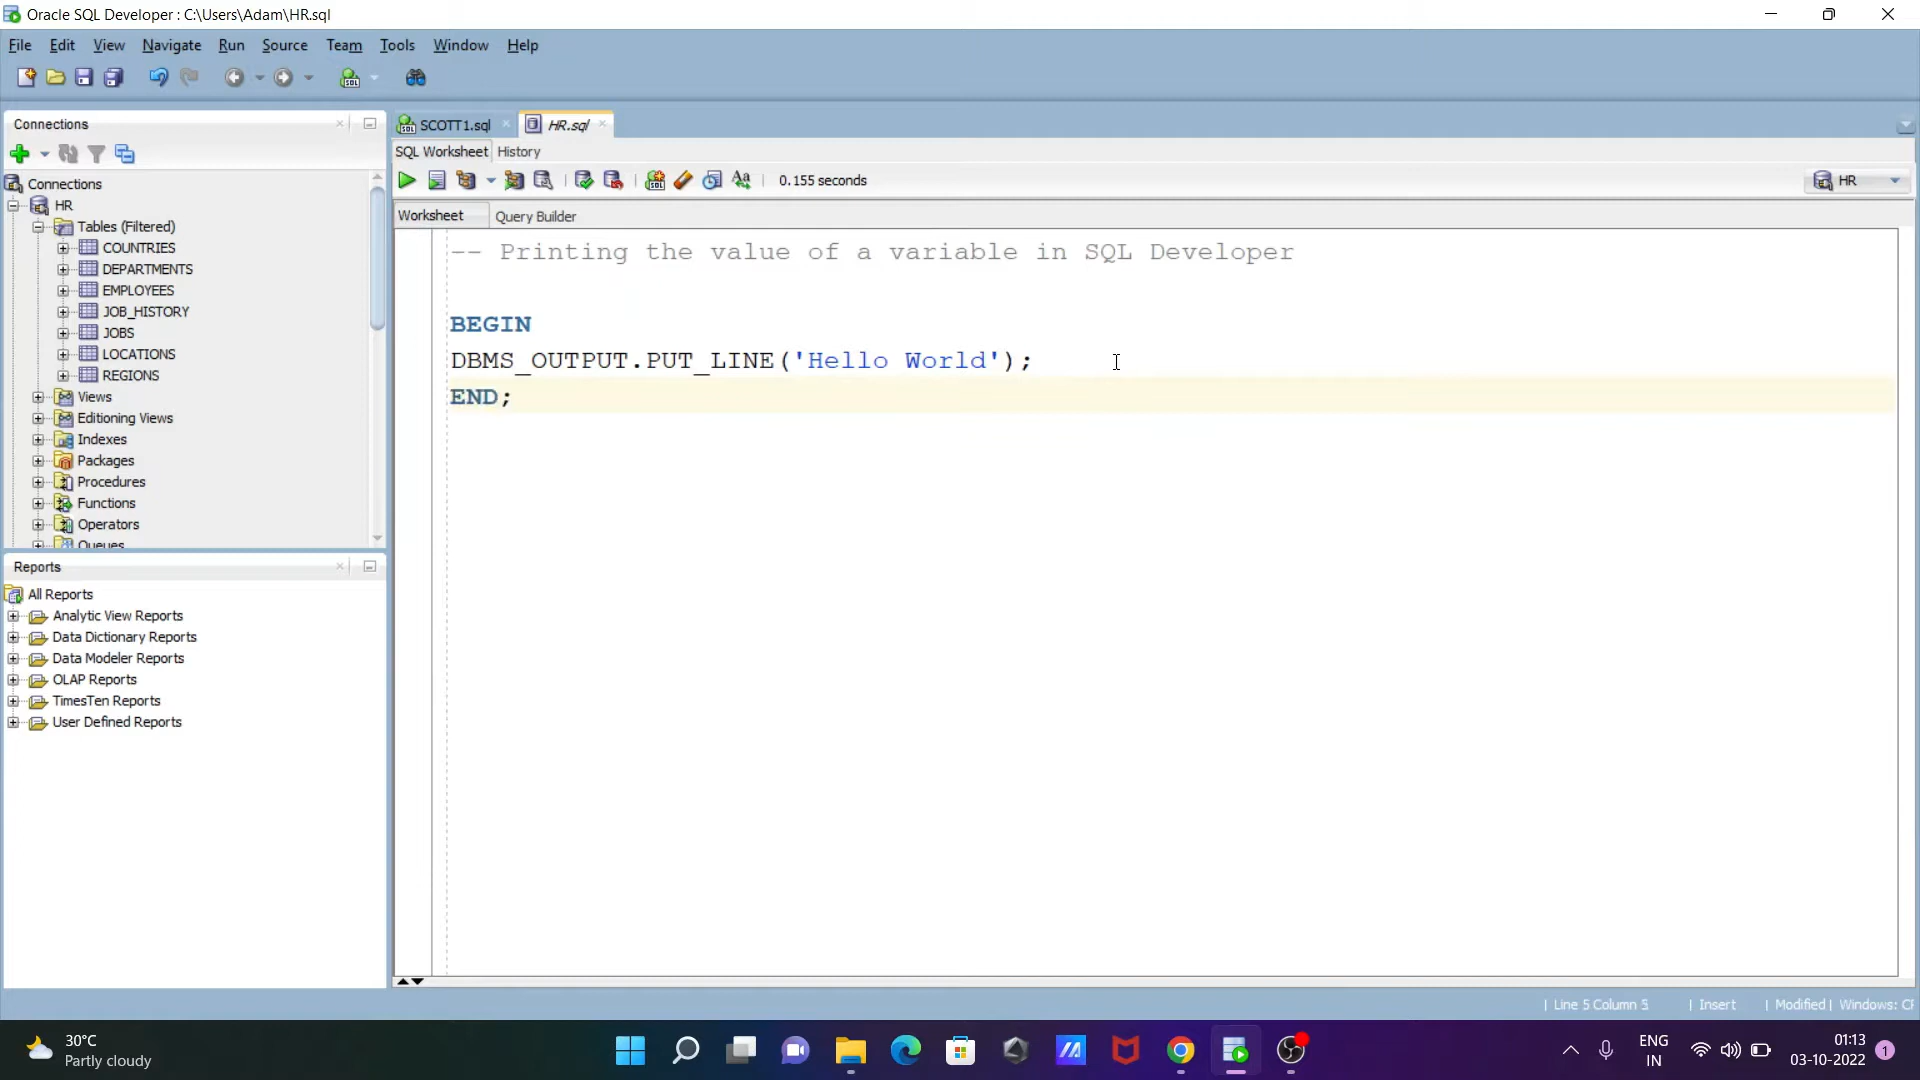 Oracle SQL Developer : C:\Users\Adam\HR.sql
File Edit View Navigate Run Source Team Tools Window Help
Connections
Connections
HR
Tables (Filtered)
COUNTRIES
DEPARTMENTS
EMPLOYEES
JOB_HISTORY
JOBS
LOCATIONS
REGIONS
Views
Editioning Views
Indexes
Packages
Procedures
Functions
Operators
Queues
Reports
All Reports
Analytic View Reports
Data Dictionary Reports
Data Modeler Reports
OLAP Reports
TimesTen Reports
User Defined Reports
SCOTT1.sql HR.sql
SQL Worksheet History
0.155 seconds
HR
Worksheet Query Builder
-- Printing the value of a variable in SQL Developer
BEGIN
DBMS_OUTPUT.PUT_LINE('Hello World');
END;
| Line 5 Column 5 | Insert | Modified | Windows: CF
30°C
Partly cloudy
ENG
IN
01:13
03-10-2022
1